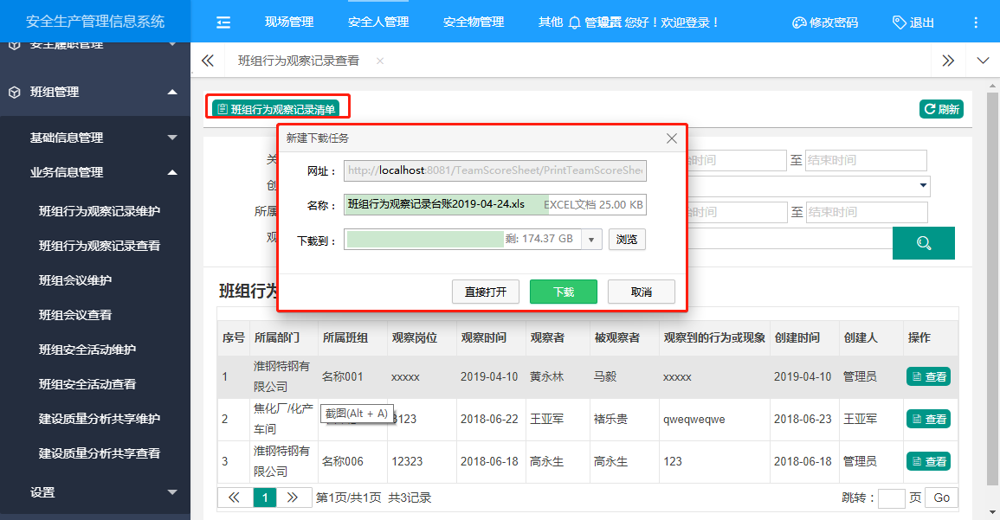 安全生产管理信息系统
现场管理
安全人管理
安全物管理
其他
您好！欢迎登录！
修改密码
退出
安全履职管理
班组行为观察记录查看
班组管理
基础信息管理
业务信息管理
班组行为观察记录维护
班组行为观察记录查看
班组会议维护
班组会议查看
班组安全活动维护
班组安全活动查看
建设质量分析共享维护
建设质量分析共享查看
设置
班组行为观察记录清单
刷新
新建下载任务
网址：
http://localhost:8081/TeamScoreSheet/PrintTeamScoreShe
名称：
班组行为观察记录台账2019-04-24.xls
EXCEL文档 25.00 KB
下载到：
剩: 174.37 GB
浏览
直接打开
下载
取消
关
时间
至
结束时间
创
所属
时间
至
结束时间
观
班组行为
序号 所属部门 所属班组 观察岗位 观察时间 观察者 被观察者 观察到的行为或现象 创建时间 创建人 操作
1 淮钢特钢有限公司 名称001 xxxxx 2019-04-10 黄永林 马毅 xxxxx 2019-04-10 管理员 查看
2 焦化厂/化产车间 3123 2018-06-22 王亚军 褚乐贵 qweqweqwe 2018-06-23 王亚军 查看
截图(Alt + A)
3 淮钢特钢有限公司 名称006 12323 2018-06-18 高永生 高永生 123 2018-06-18 管理员 查看
1
第1页/共1页 共3记录
跳转：
页
Go